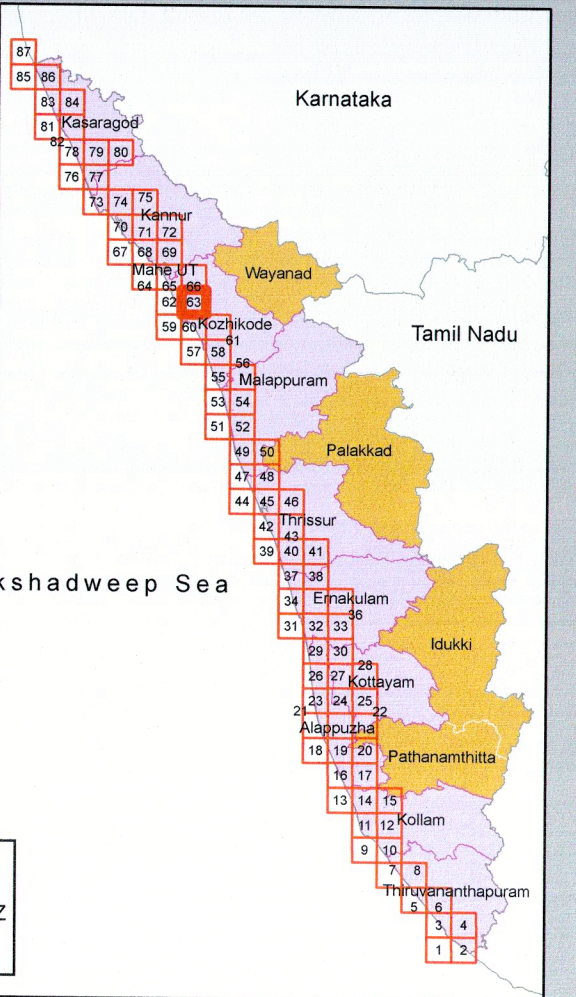 87
85 86
Karnataka
83 84
81 Kasaragod
82
78 79 80
76 77
73 74 75
Kannur
70 71 72
67 68 69
Mahe UT
64 65 66
Wayanad
62 63
59 60 Kozhikode
61
Tamil Nadu
57 58
56
55 Malappuram
53 54
51 52
49 50 Palakkad
47 48
44 45 46
Thrissur
42 43
39 40 41
37 38
kshadweep Sea
34 Ernakulam
36
31 32 33
29 30
Idukki
28
26 27 Kottayam
23 24 25
21 22
Alappuzha
18 19 20
Pathanamthitta
16 17
13 14 15
11 12 Kollam
9 10
7 8
Thiruvananthapuram
5 6
3 4
1 2
Z